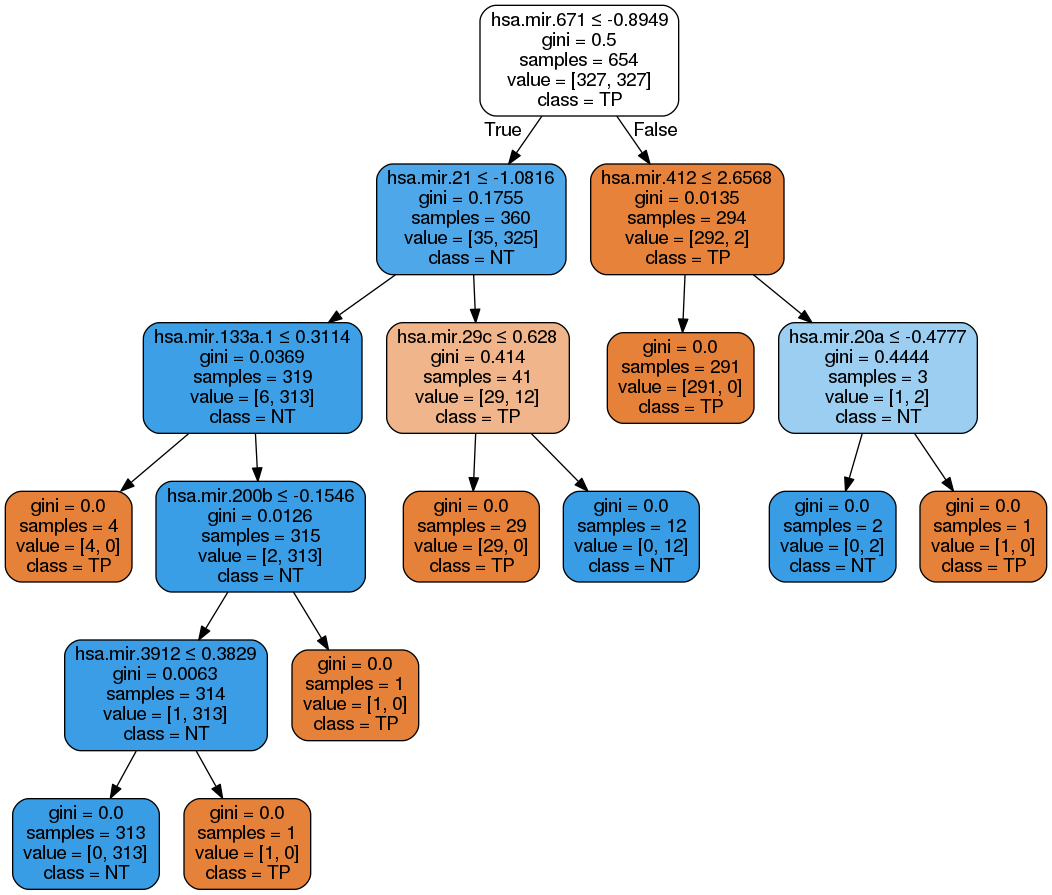 hsa.mir.671 ≤ -0.8949
gini = 0.5
samples = 654
value = [327, 327]
class = TP
True
False
hsa.mir.21 ≤ -1.0816
gini = 0.1755
samples = 360
value = [35, 325]
class = NT
hsa.mir.412 ≤ 2.6568
gini = 0.0135
samples = 294
value = [292, 2]
class = TP
hsa.mir.133a.1 ≤ 0.3114
gini = 0.0369
samples = 319
value = [6, 313]
class = NT
hsa.mir.29c ≤ 0.628
gini = 0.414
samples = 41
value = [29, 12]
class = TP
gini = 0.0
samples = 291
value = [291, 0]
class = TP
hsa.mir.20a ≤ -0.4777
gini = 0.4444
samples = 3
value = [1, 2]
class = NT
gini = 0.0
samples = 4
value = [4, 0]
class = TP
hsa.mir.200b ≤ -0.1546
gini = 0.0126
samples = 315
value = [2, 313]
class = NT
gini = 0.0
samples = 29
value = [29, 0]
class = TP
gini = 0.0
samples = 12
value = [0, 12]
class = NT
gini = 0.0
samples = 2
value = [0, 2]
class = NT
gini = 0.0
samples = 1
value = [1, 0]
class = TP
hsa.mir.3912 ≤ 0.3829
gini = 0.0063
samples = 314
value = [1, 313]
class = NT
gini = 0.0
samples = 1
value = [1, 0]
class = TP
gini = 0.0
samples = 313
value = [0, 313]
class = NT
gini = 0.0
samples = 1
value = [1, 0]
class = TP